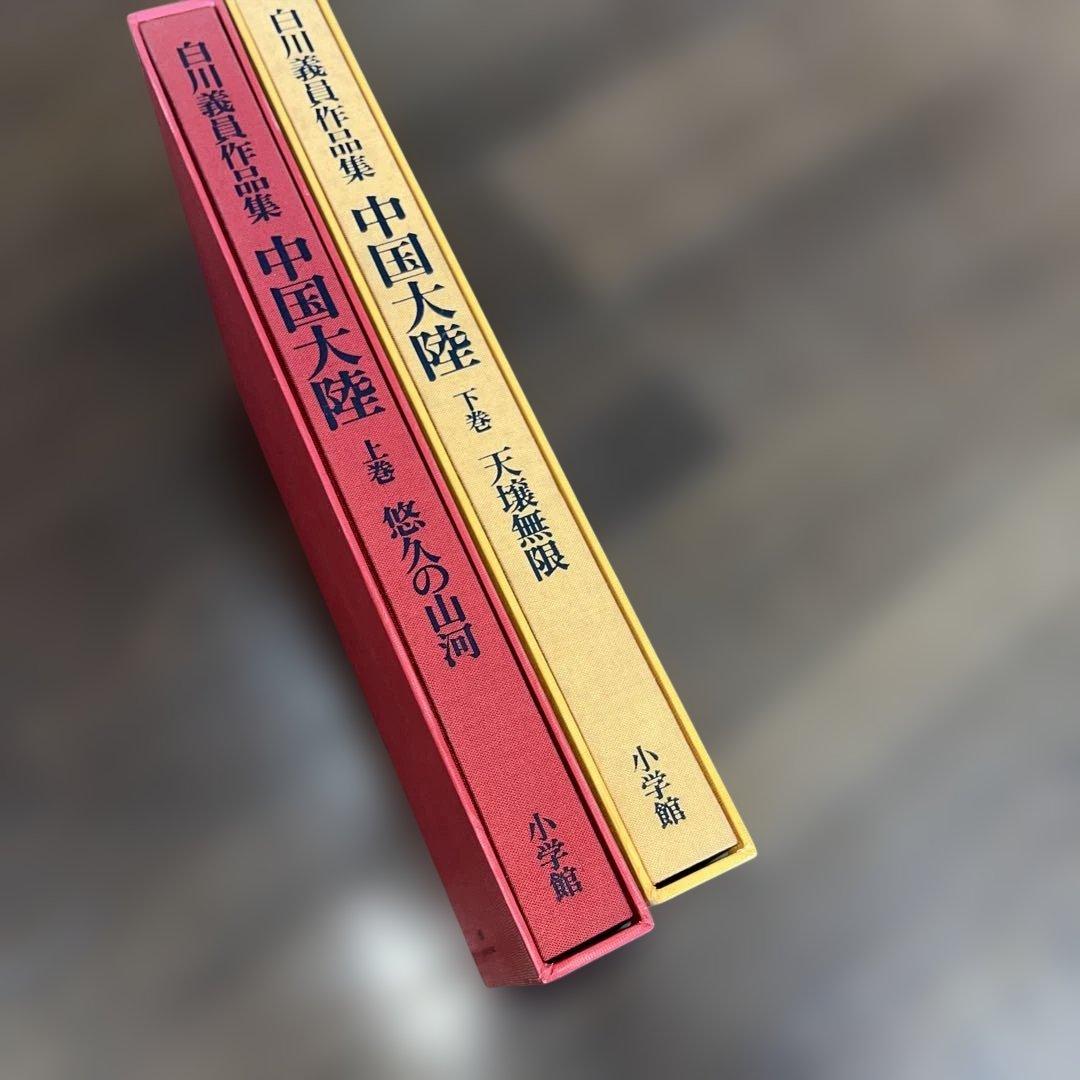 白川義員作品集 中国大陸 上巻 悠久の山河 小学館
白川義員作品集 中国大陸 下巻 天壌無限 小学館